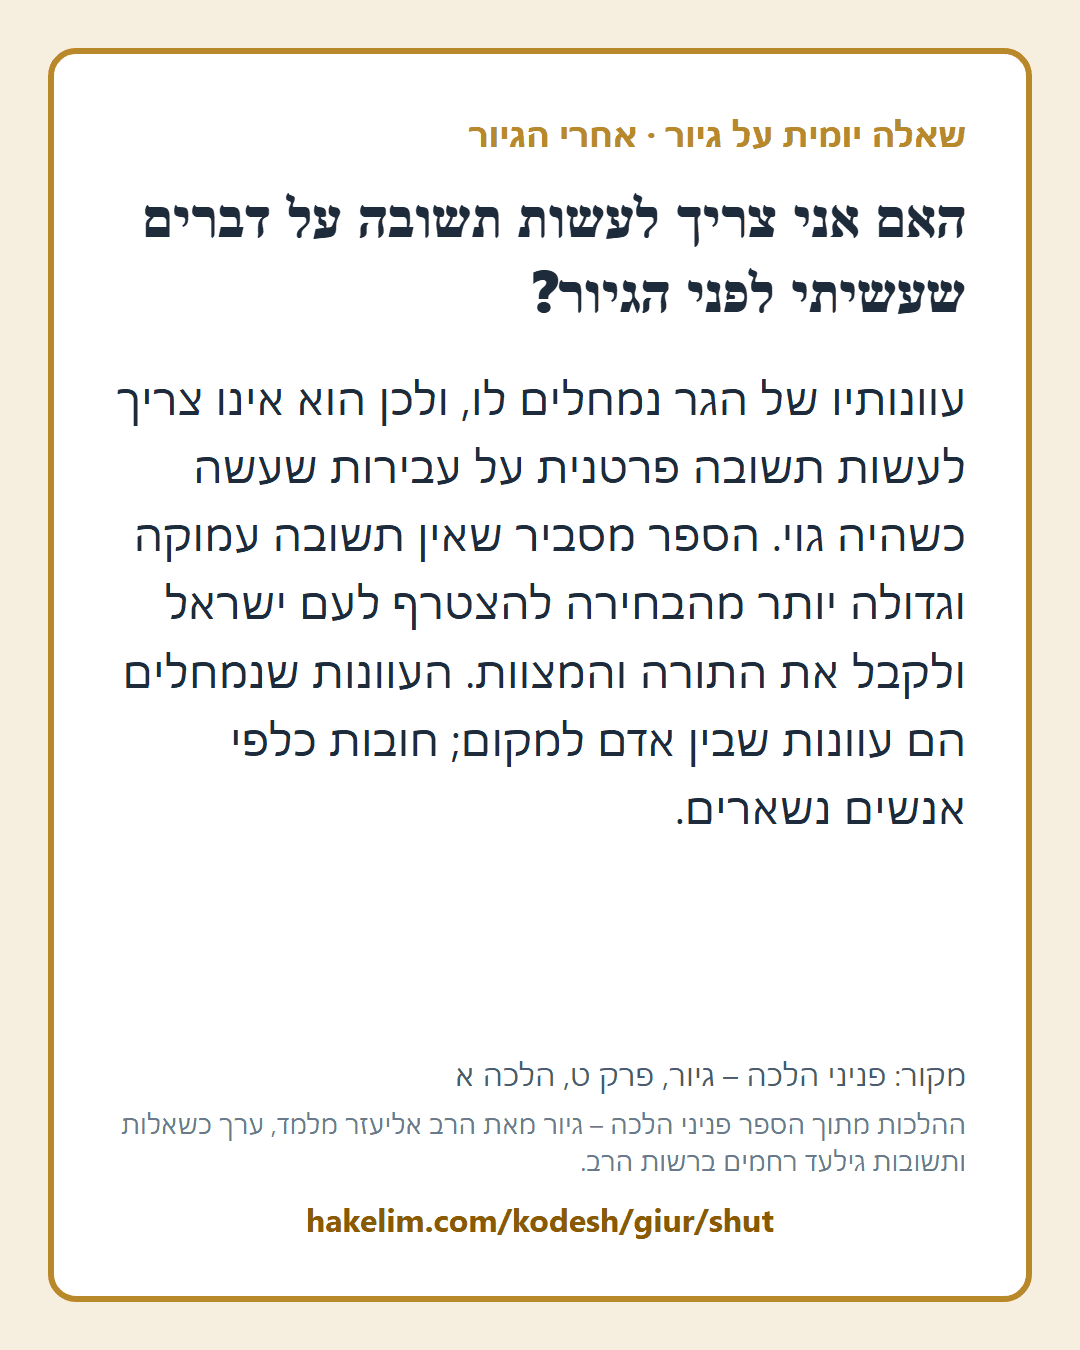 שאלה יומית על גיור · אחרי הגיור
האם אני צריך לעשות תשובה על דברים
שעשיתי לפני הגיור?
עוונותיו של הגר נמחלים לו, ולכן הוא אינו צריך
לעשות תשובה פרטנית על עבירות שעשה
כשהיה גוי. הספר מסביר שאין תשובה עמוקה
וגדולה יותר מהבחירה להצטרף לעם ישראל
ולקבל את התורה והמצוות. העוונות שנמחלים
הם עוונות שבין אדם למקום; חובות כלפי
אנשים נשארים.
מקור: פניני הלכה – גיור, פרק ט, הלכה א
ההלכות מתוך הספר פניני הלכה – גיור מאת הרב אליעזר מלמד, ערך כשאלות
ותשובות גילעד רחמים ברשות הרב.
hakelim.com/kodesh/giur/shut